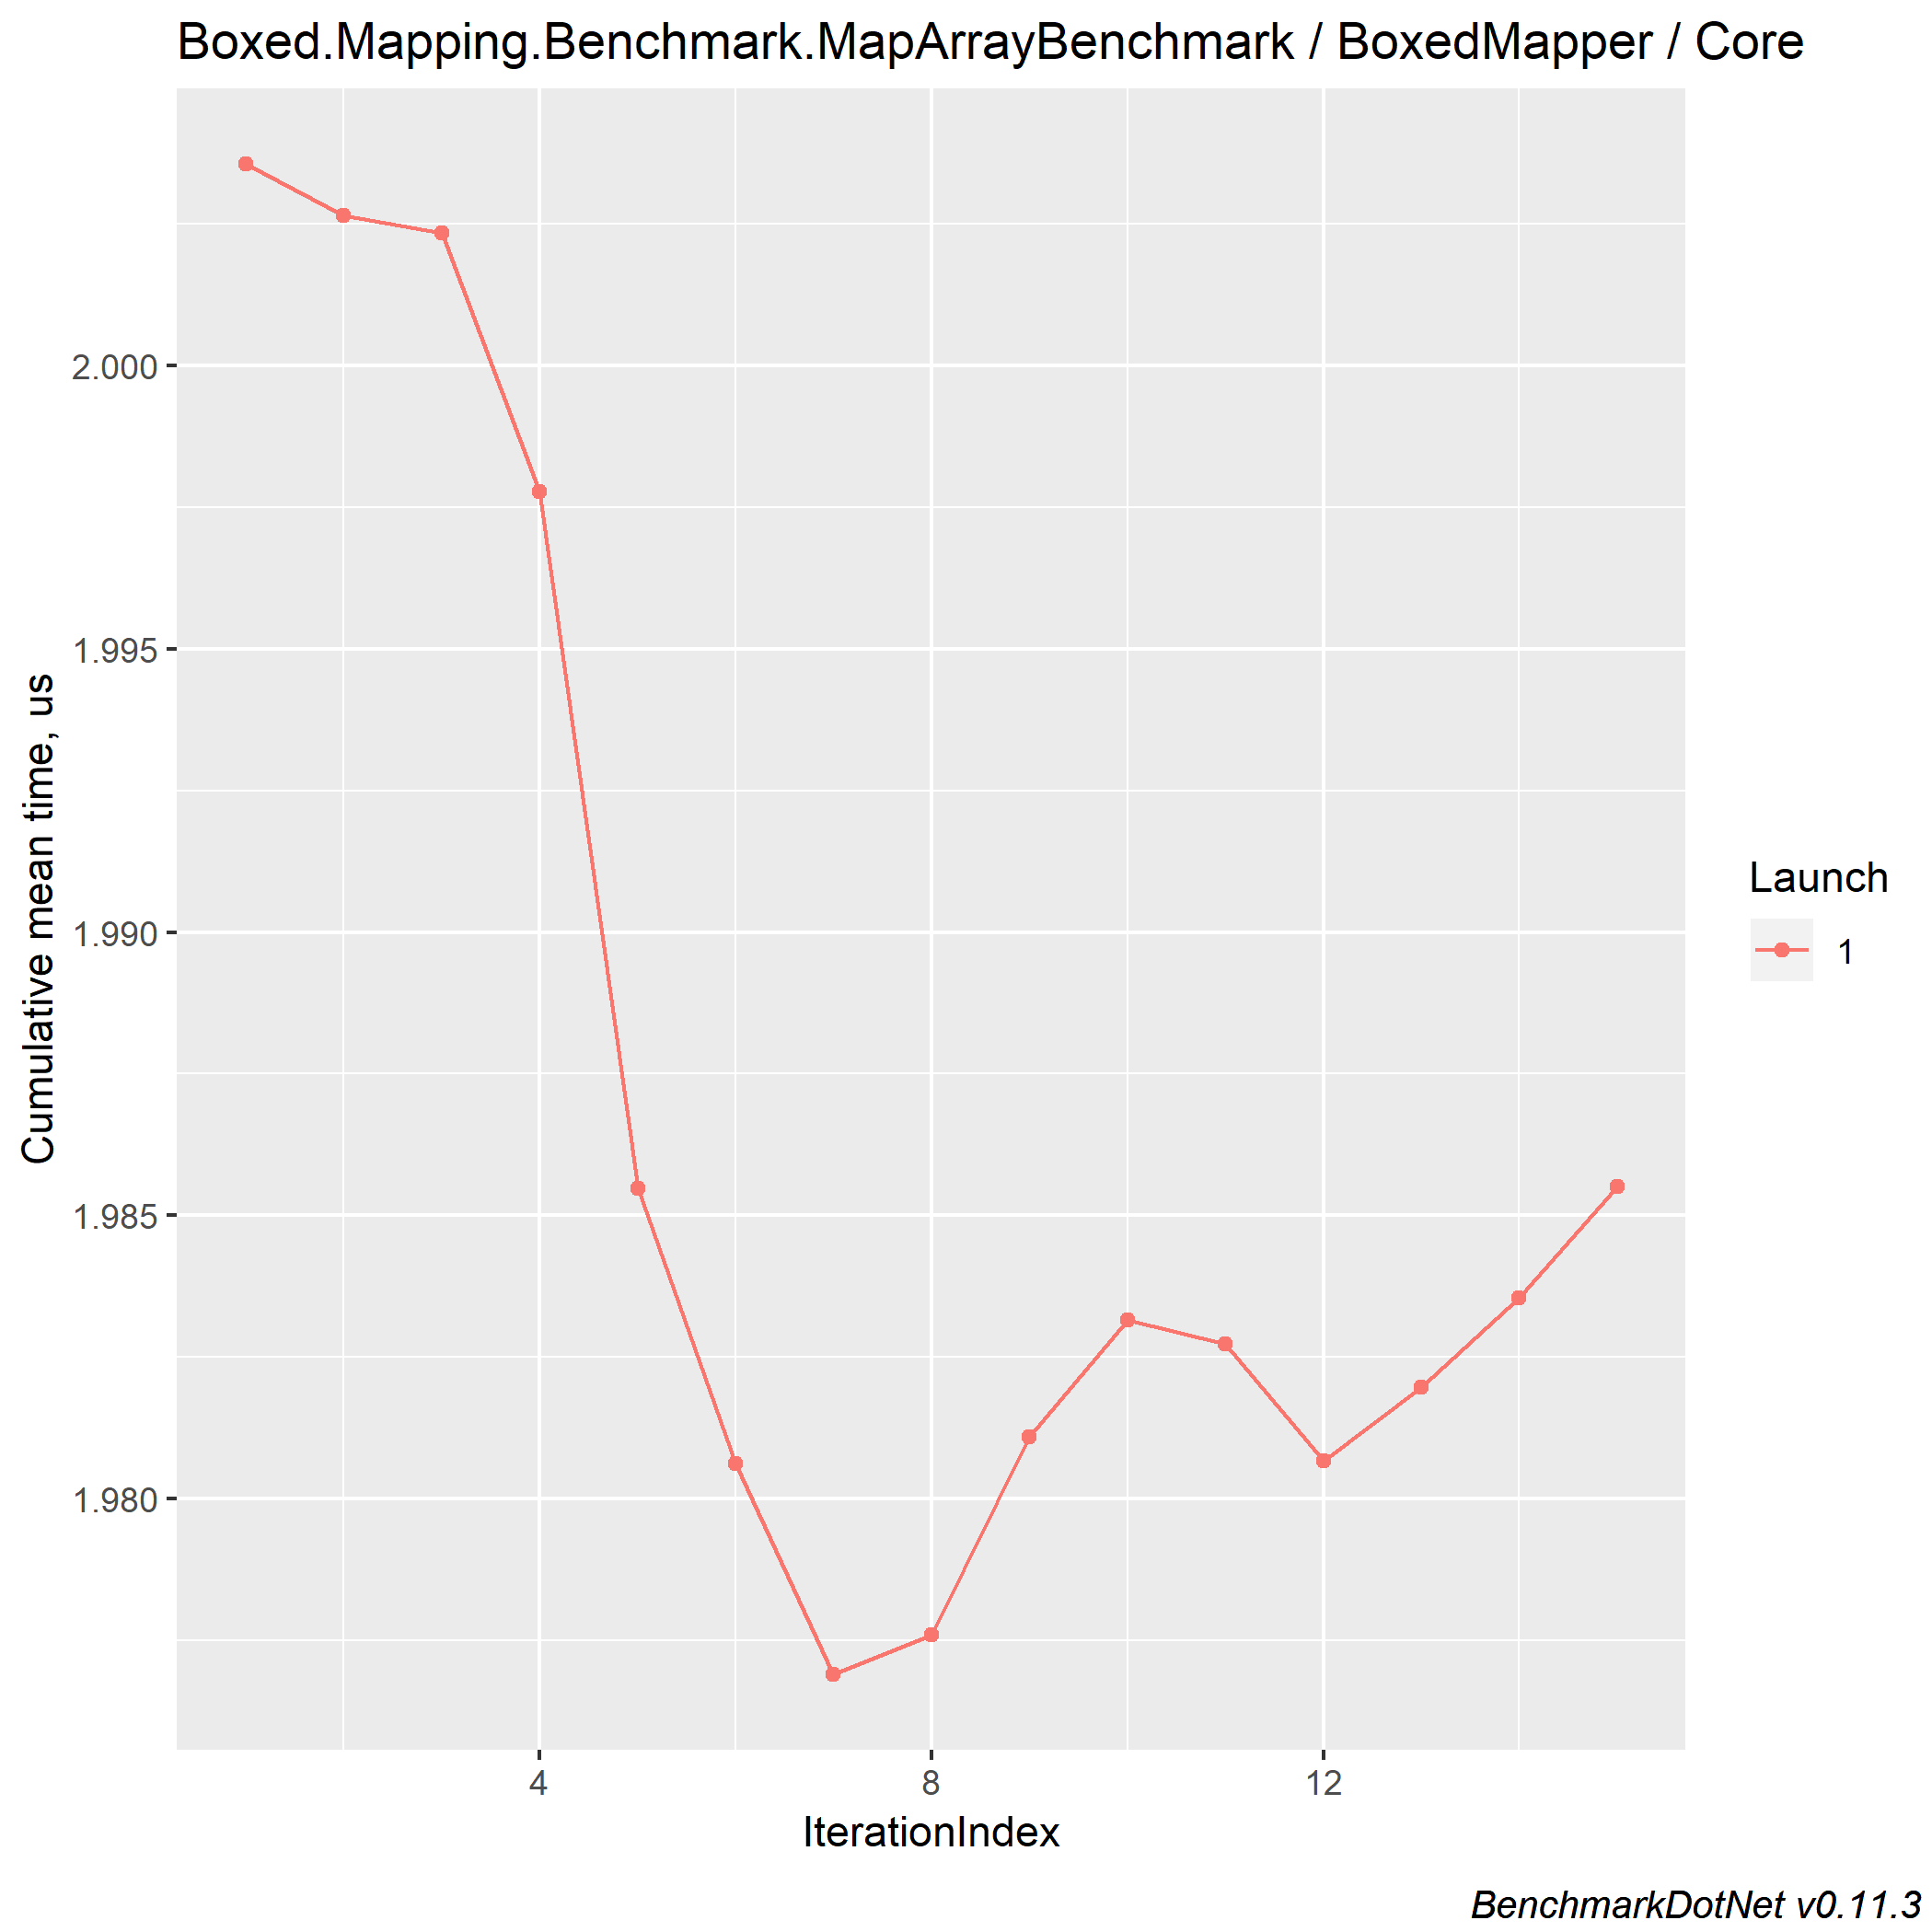 Boxed.Mapping.Benchmark.MapArrayBenchmark / BoxedMapper / Core
Cumulative mean time, us
2.000
1.995
1.990
1.985
1.980
4
8
12
IterationIndex
Launch
1
BenchmarkDotNet v0.11.3